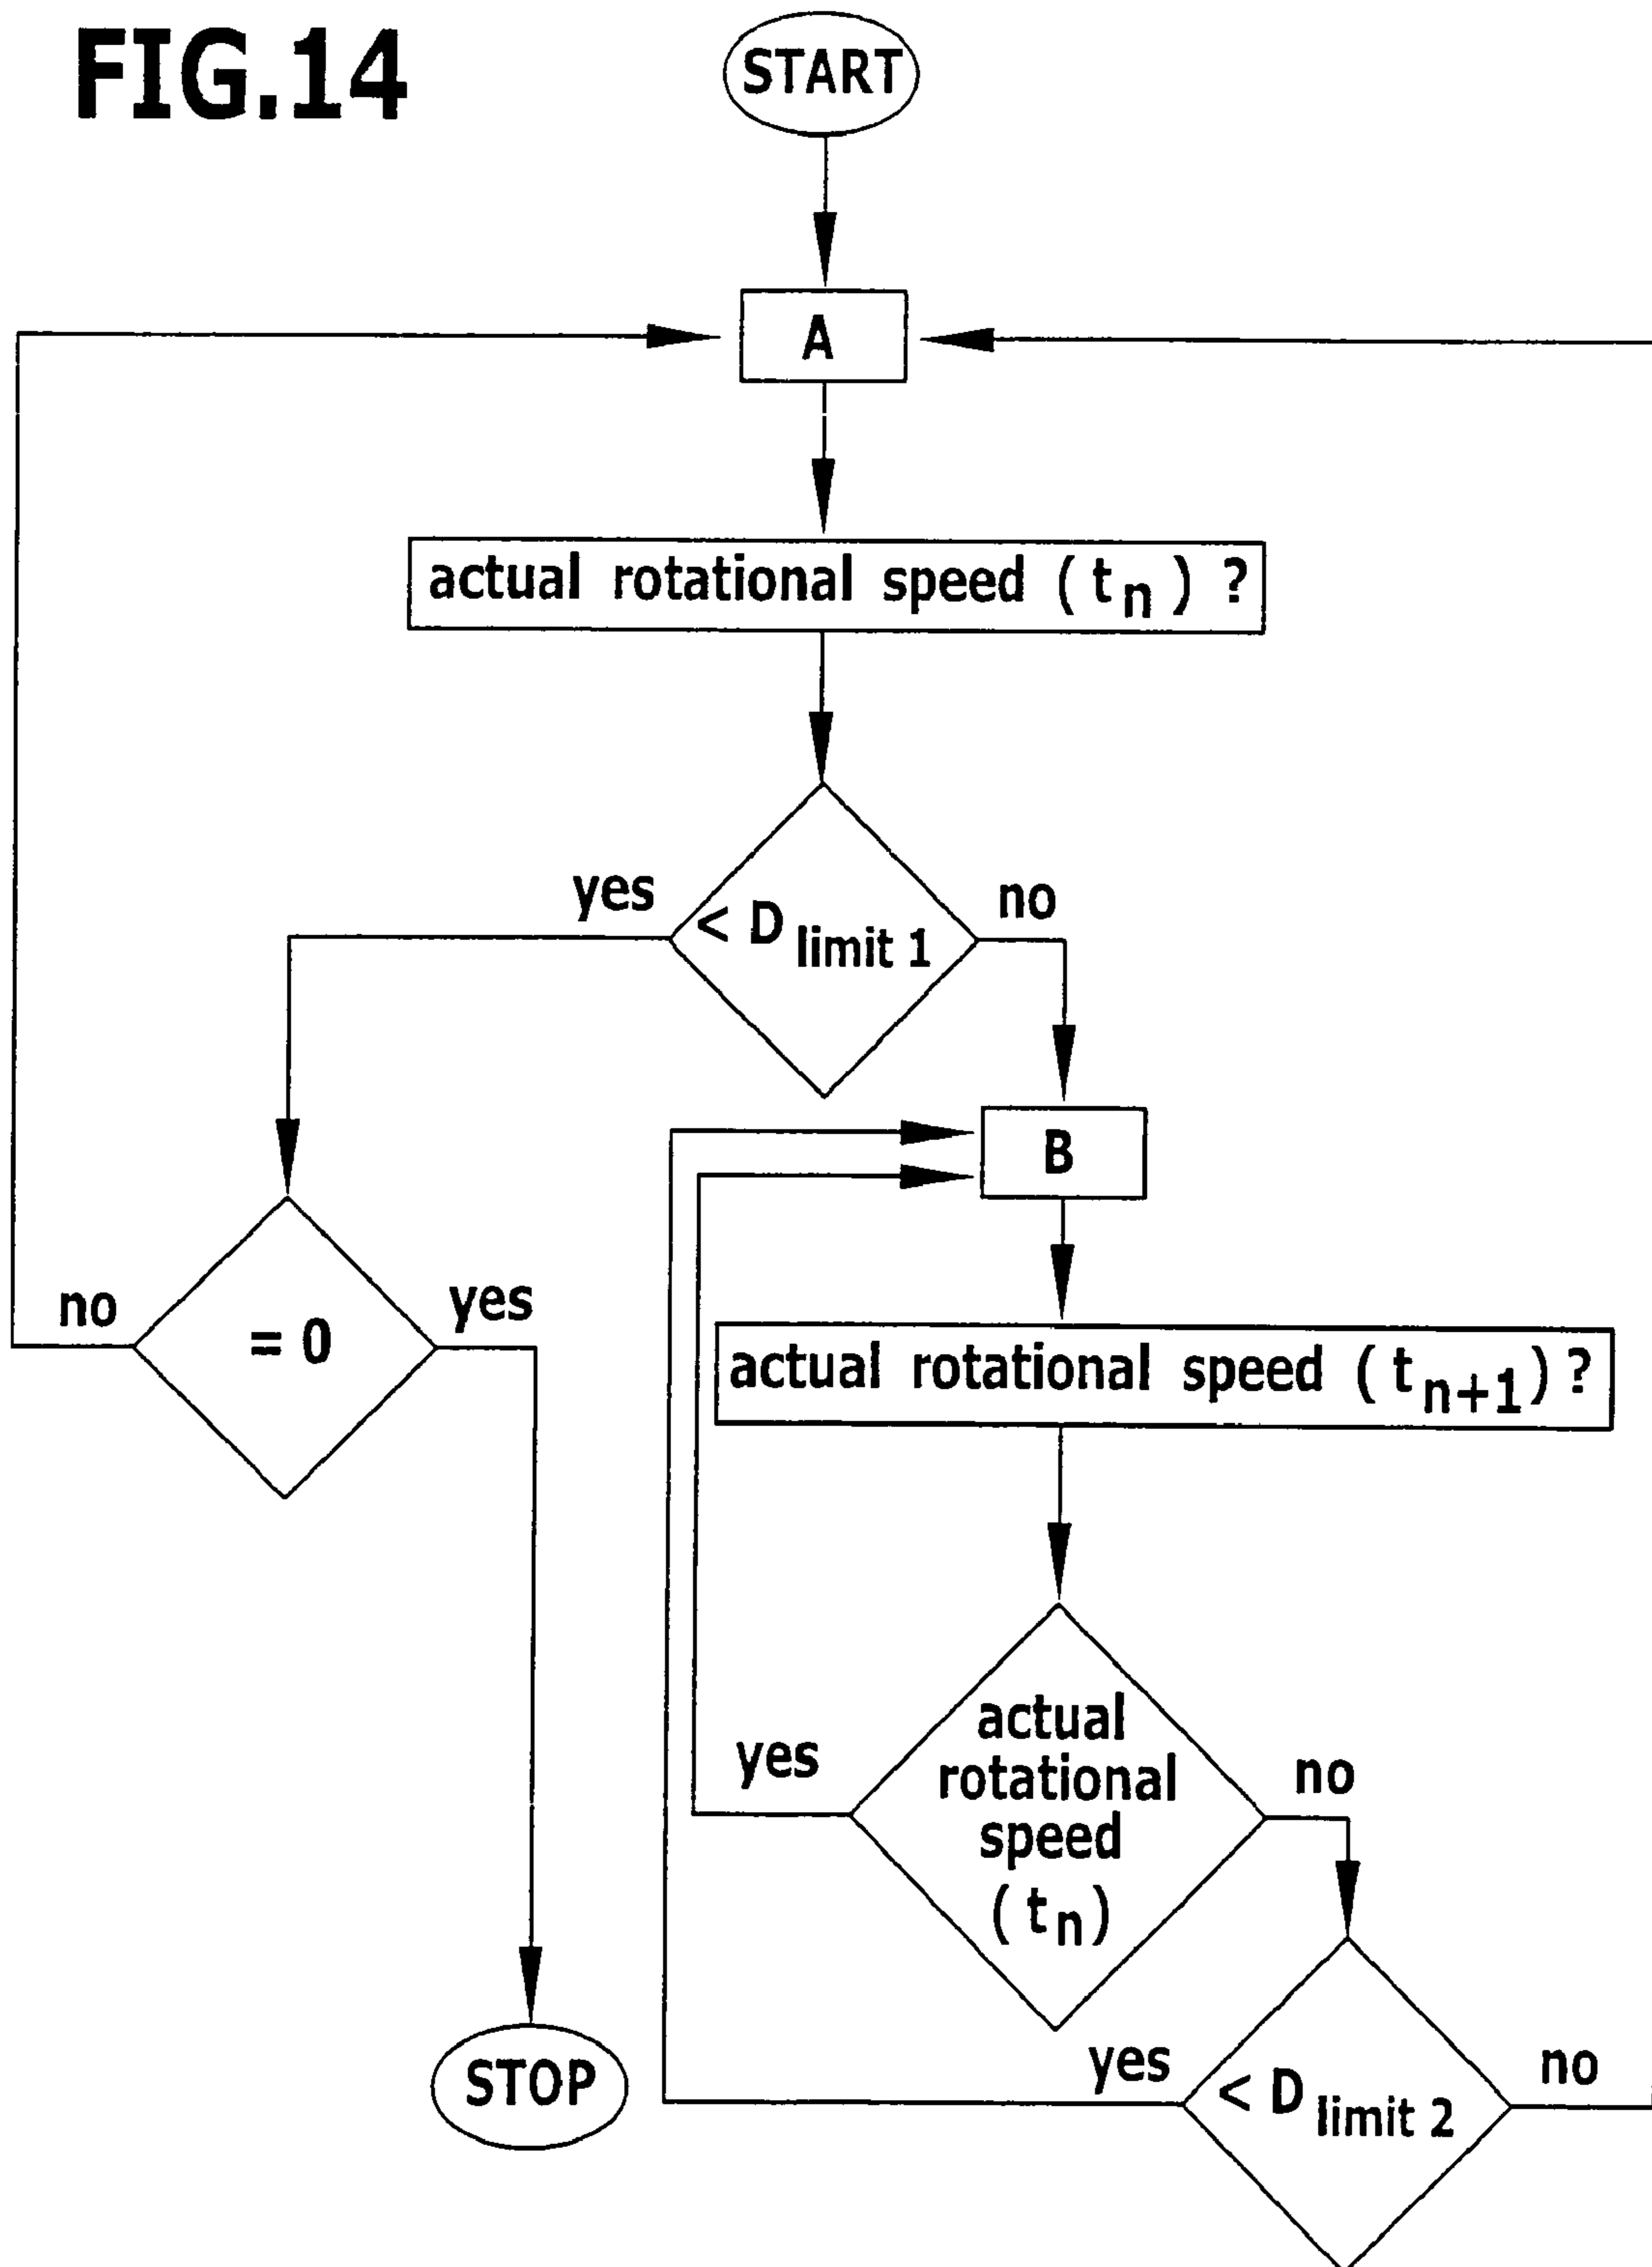 FIG.14
START
A
actual rotational speed (tn) ?
yes
< D limit 1
no
B
no
= 0
yes
actual rotational speed (tn+1) ?
yes
actual
rotational
speed
(tn)
no
STOP
yes
< D limit 2
no